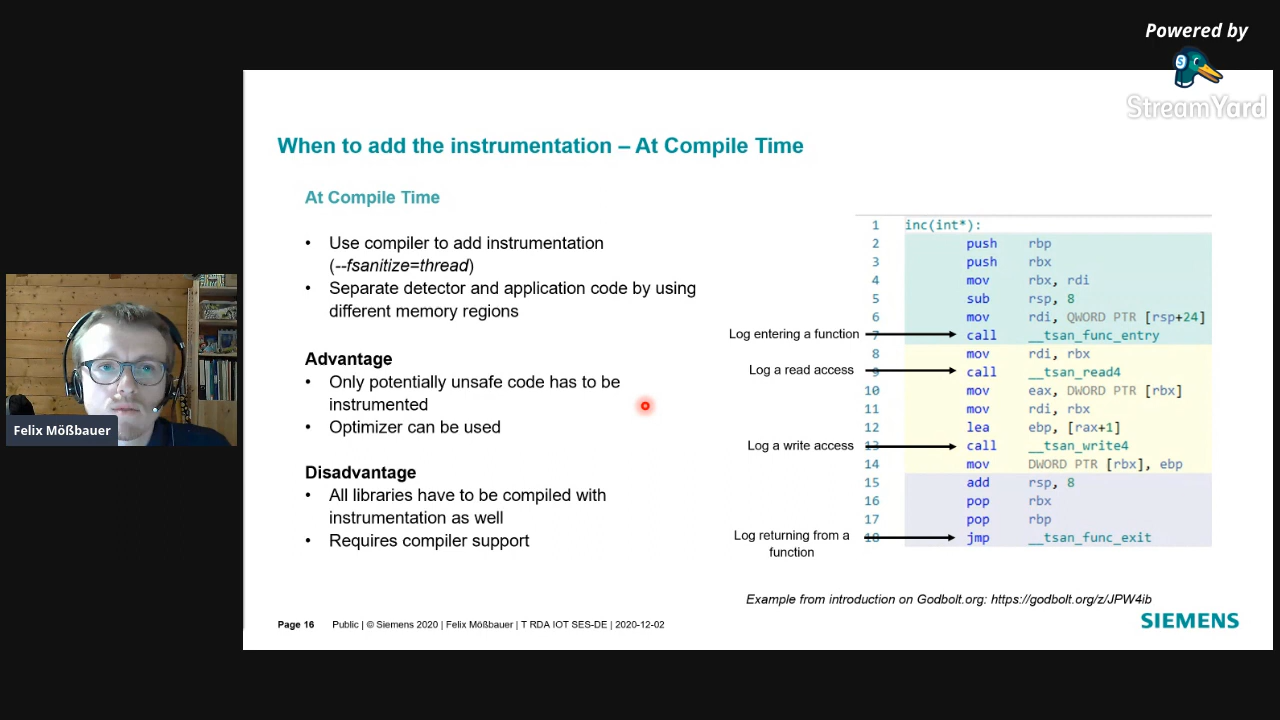 Powered by
StreamYard
When to add the instrumentation – At Compile Time
At Compile Time
• Use compiler to add instrumentation
(--fsanitize=thread)
• Separate detector and application code by using
different memory regions
Advantage
• Only potentially unsafe code has to be
instrumented
• Optimizer can be used
Disadvantage
• All libraries have to be compiled with
instrumentation as well
• Requires compiler support
Log entering a function
Log a read access
Log a write access
Log returning from a
function
1 inc(int*):
2 push rbp
3 push rbx
4 mov rbx, rdi
5 sub rsp, 8
6 mov rdi, QWORD PTR [rsp+24]
7 call __tsan_func_entry
8 mov rdi, rbx
9 call __tsan_read4
10 mov eax, DWORD PTR [rbx]
11 mov rdi, rbx
12 lea ebp, [rax+1]
13 call __tsan_write4
14 mov DWORD PTR [rbx], ebp
15 add rsp, 8
16 pop rbx
17 pop rbp
18 jmp __tsan_func_exit
Example from introduction on Godbolt.org: https://godbolt.org/z/JPW4ib
Page 16 Public | © Siemens 2020 | Felix Mößbauer | T RDA IOT SES-DE | 2020-12-02
SIEMENS
Felix Mößbauer